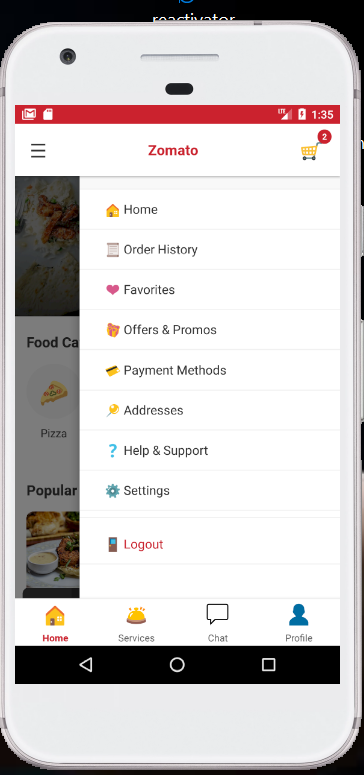 reactivator
LTE 1:35
☰ Zomato 2
Home
Order History
Favorites
Offers & Promos
Food Ca
Payment Methods
Addresses
Pizza
Help & Support
Popular
Settings
Logout
Home Services Chat Profile